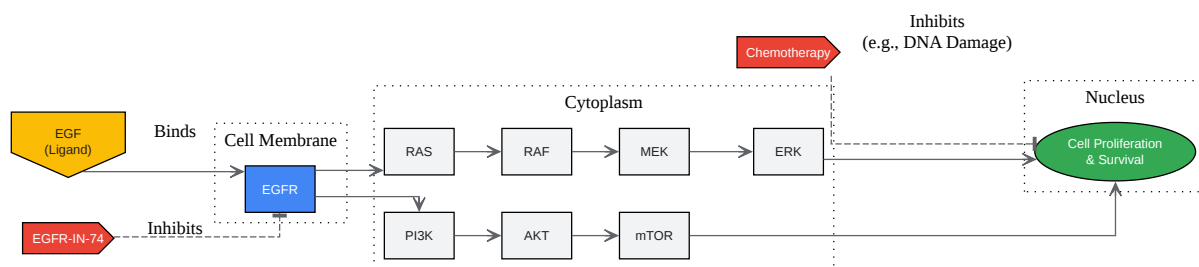 Inhibits
(e.g., DNA Damage)
Chemotherapy
Cytoplasm
Nucleus
EGF
(Ligand)
Binds
Cell Membrane
EGFR
RAS
RAF
MEK
ERK
Cell Proliferation
& Survival
EGFR-IN-74
Inhibits
PI3K
AKT
mTOR